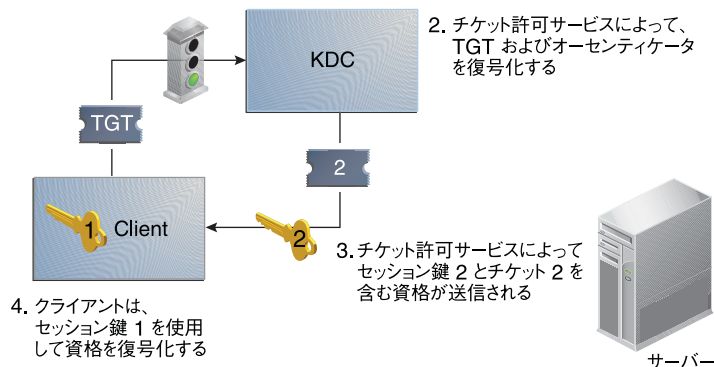 2. チケット許可サービスによって、
TGT およびオーセンティケータ
を復号化する
KDC
TGT
2
1 Client
2
3. チケット許可サービスによって
セッション鍵 2 とチケット 2 を
含む資格が送信される
4. クライアントは、
セッション鍵 1 を使用
して資格を復号化する
サーバー